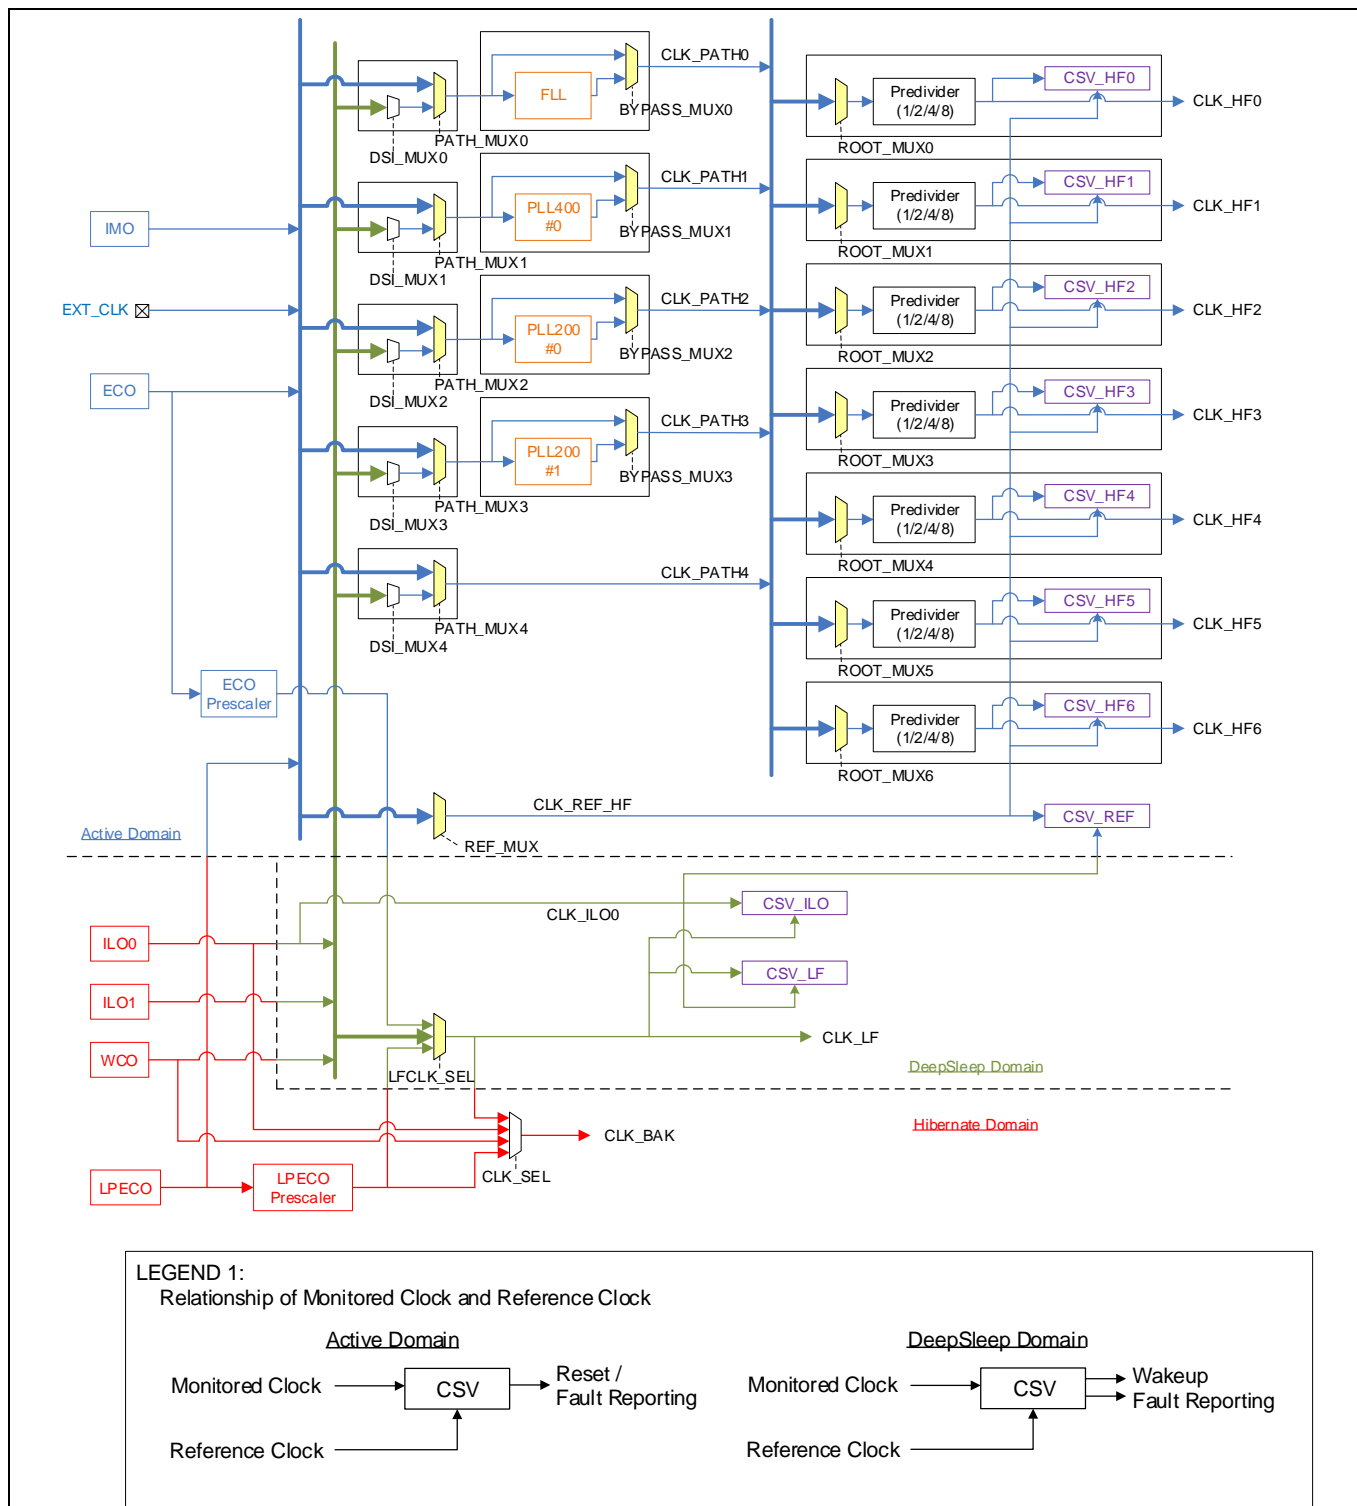 CLK_PATH0
FLL
BYPASS_MUX0
PATH_MUX0
DSI_MUX0
Predivider
(1/2/4/8)
CSV_HF0
CLK_HF0
ROOT_MUX0
CLK_PATH1
PLL400
#0
BYPASS_MUX1
PATH_MUX1
DSI_MUX1
Predivider
(1/2/4/8)
CSV_HF1
CLK_HF1
ROOT_MUX1
IMO
EXT_CLK
ECO
CLK_PATH2
PLL200
#0
BYPASS_MUX2
PATH_MUX2
DSI_MUX2
Predivider
(1/2/4/8)
CSV_HF2
CLK_HF2
ROOT_MUX2
CLK_PATH3
PLL200
#1
BYPASS_MUX3
PATH_MUX3
DSI_MUX3
Predivider
(1/2/4/8)
CSV_HF3
CLK_HF3
ROOT_MUX3
Predivider
(1/2/4/8)
CSV_HF4
CLK_HF4
ROOT_MUX4
CLK_PATH4
PATH_MUX4
DSI_MUX4
Predivider
(1/2/4/8)
CSV_HF5
CLK_HF5
ROOT_MUX5
ECO
Prescaler
Predivider
(1/2/4/8)
CSV_HF6
CLK_HF6
ROOT_MUX6
CLK_REF_HF
CSV_REF
REF_MUX
Active Domain
CLK_ILO0
CSV_ILO
ILO0
CSV_LF
ILO1
WCO
CLK_LF
LFCLK_SEL
DeepSleep Domain
Hibernate Domain
CLK_BAK
CLK_SEL
LPECO
LPECO
Prescaler
LEGEND 1:
Relationship of Monitored Clock and Reference Clock
Active Domain
Monitored Clock
CSV
Reset /
Fault Reporting
Reference Clock
DeepSleep Domain
Monitored Clock
CSV
Wakeup
Fault Reporting
Reference Clock